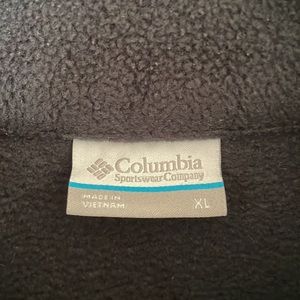 Columbia
Sportswear Company
MADE IN
VIETNAM
XL